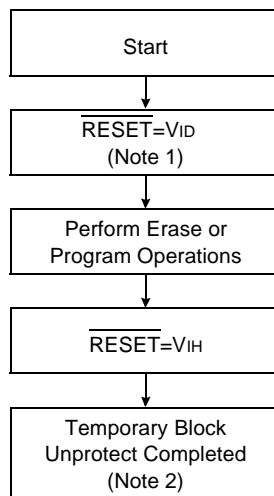 Start
RESET=VID
(Note 1)
Perform Erase or
Program Operations
RESET=VIH
Temporary Block
Unprotect Completed
(Note 2)